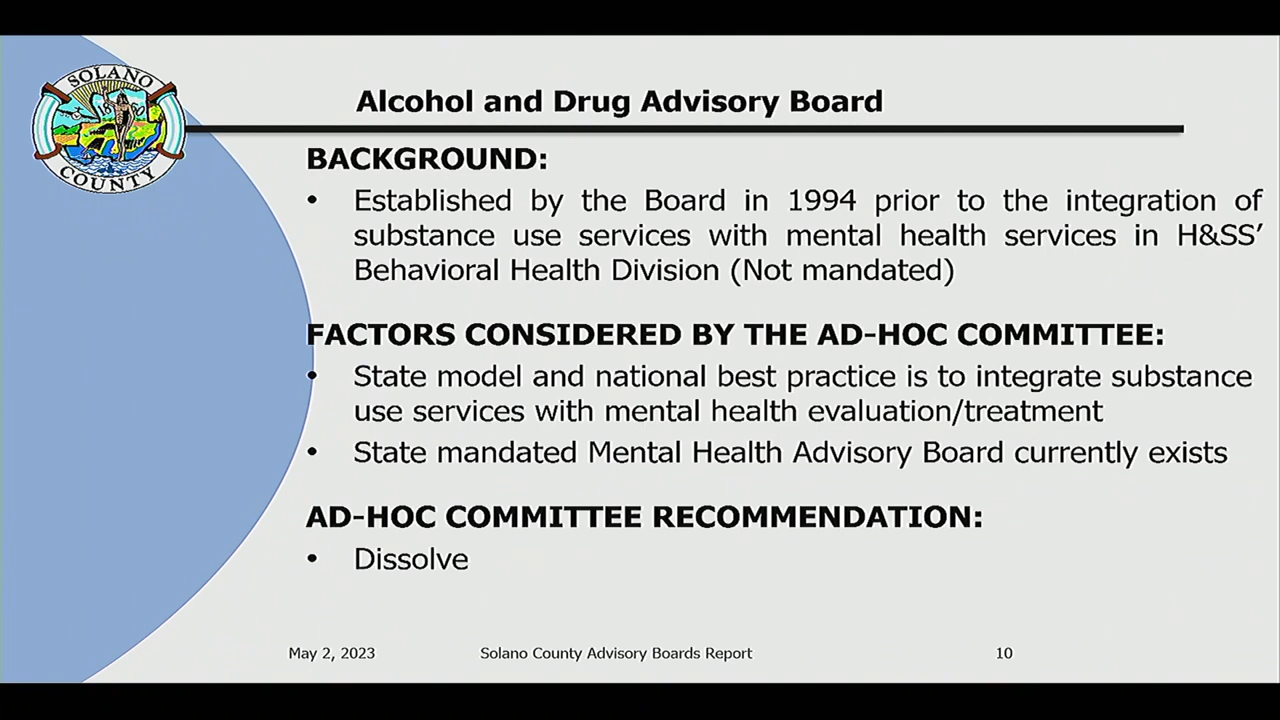 SOLANO
COUNTY
Alcohol and Drug Advisory Board
BACKGROUND:
• Established by the Board in 1994 prior to the integration of
substance use services with mental health services in H&SS’
Behavioral Health Division (Not mandated)
FACTORS CONSIDERED BY THE AD-HOC COMMITTEE:
• State model and national best practice is to integrate substance
use services with mental health evaluation/treatment
• State mandated Mental Health Advisory Board currently exists
AD-HOC COMMITTEE RECOMMENDATION:
• Dissolve
May 2, 2023 Solano County Advisory Boards Report 10